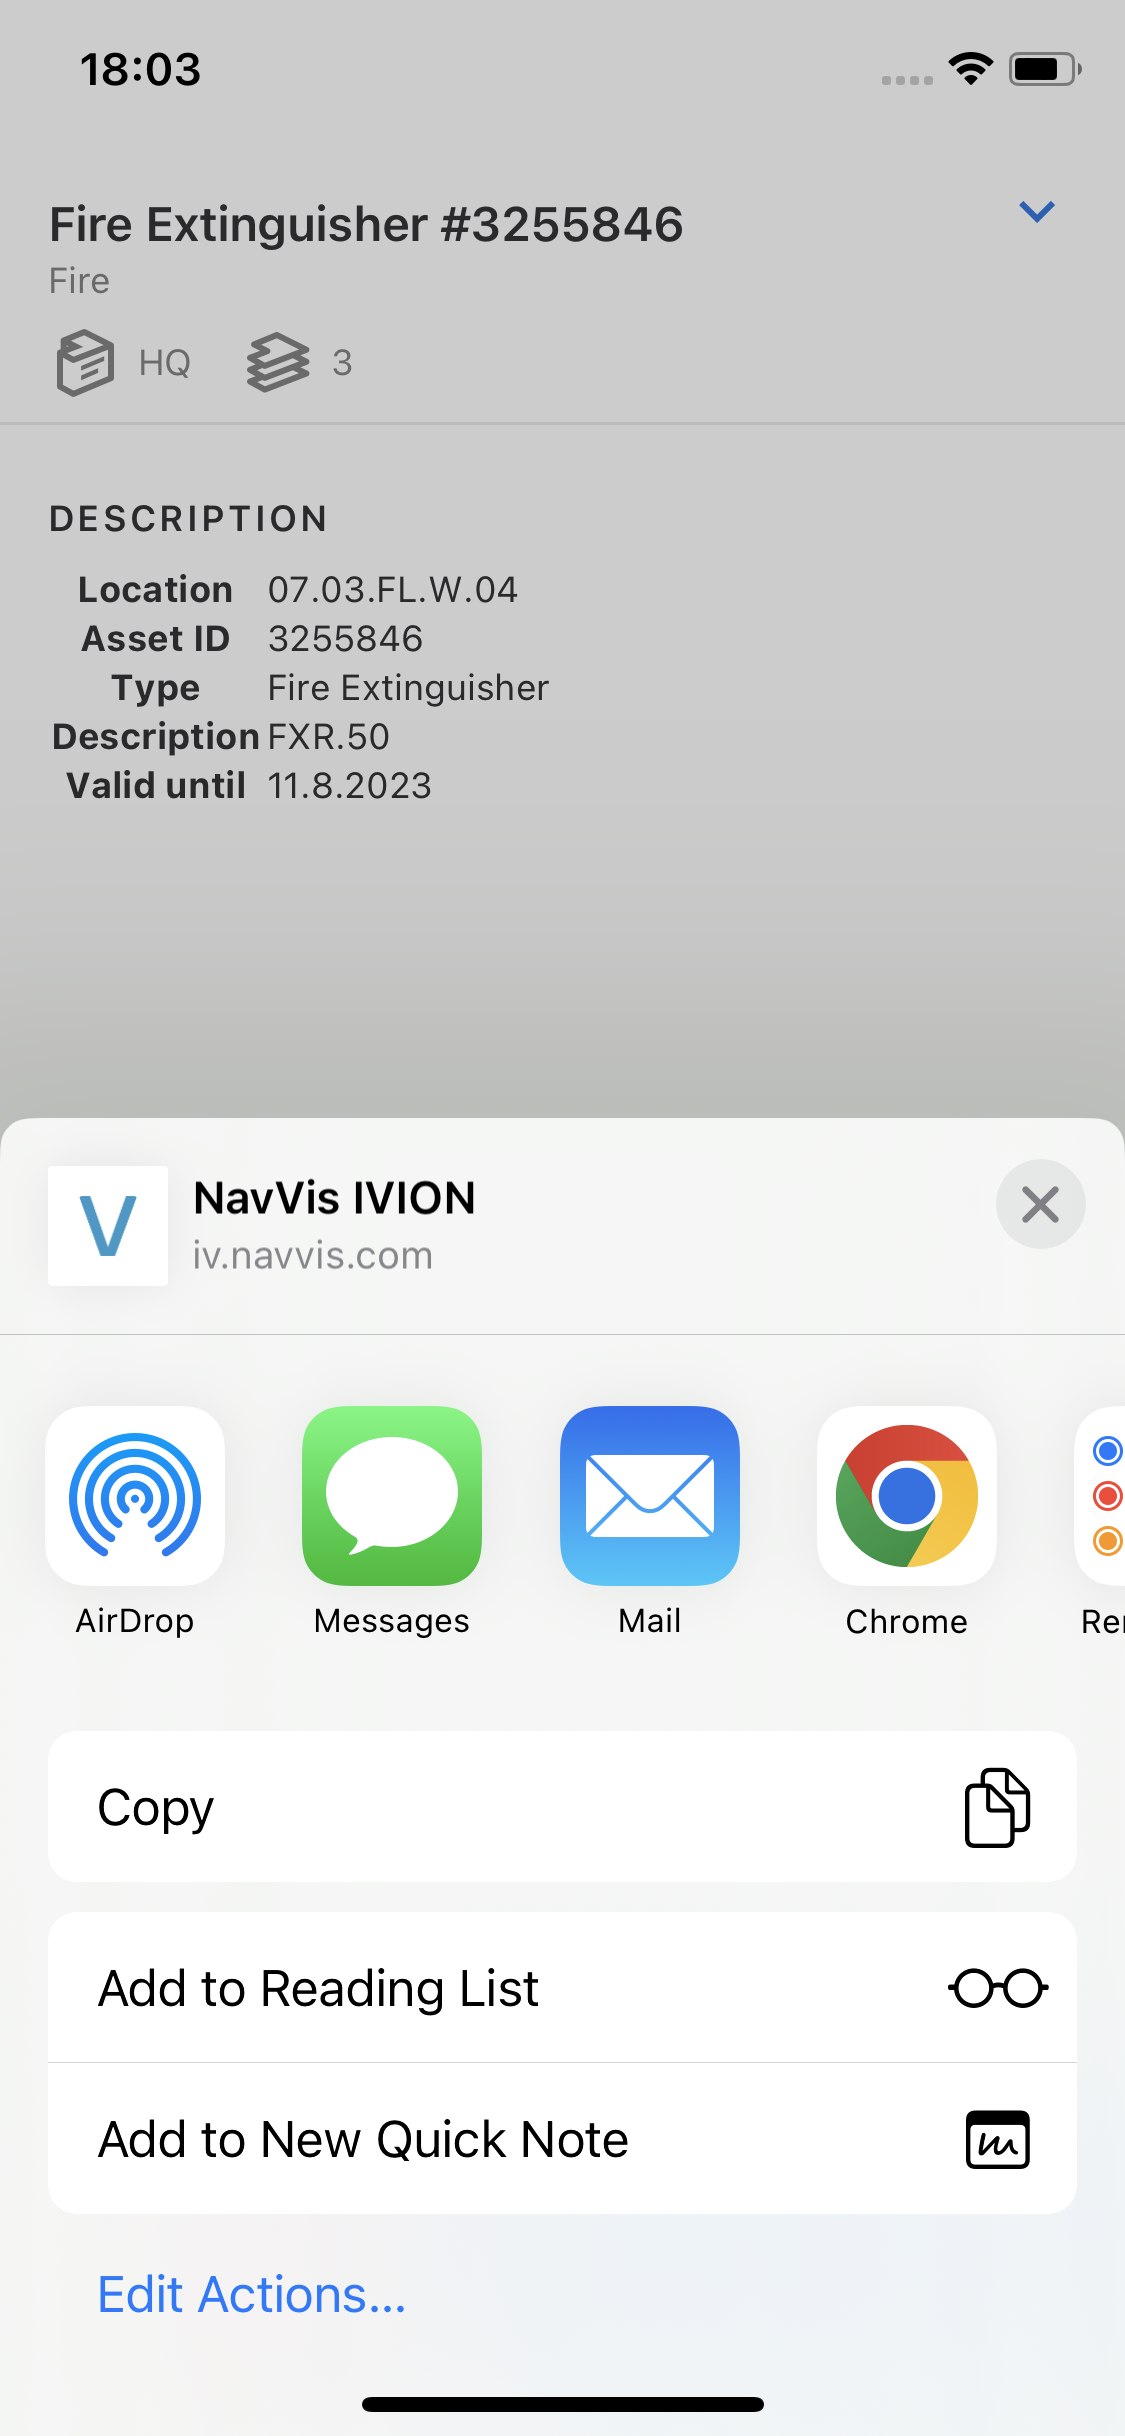 18:03
Fire Extinguisher #3255846
Fire
HQ 3
DESCRIPTION
Location 07.03.FL.W.04
Asset ID 3255846
Type Fire Extinguisher
Description FXR.50
Valid until 11.8.2023
V NavVis IVION
iv.navvis.com
AirDrop Messages Mail Chrome
Copy
Add to Reading List
Add to New Quick Note
Edit Actions...